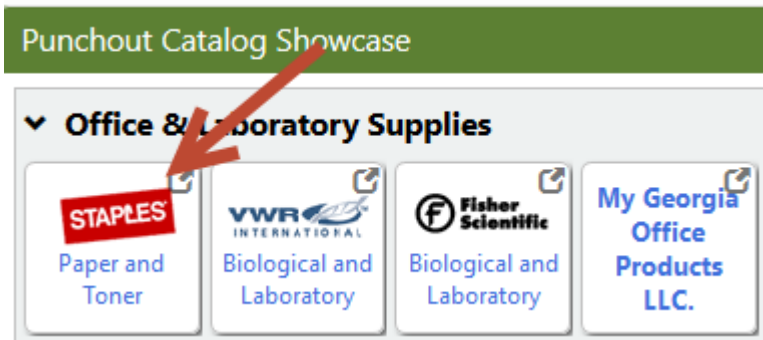 Punchout Catalog Showcase
Office & Laboratory Supplies
STAPLES
Paper and
Toner
VWR
INTERNATIONAL
Biological and
Laboratory
F Fisher
Scientific
Biological and
Laboratory
My Georgia
Office
Products
LLC.